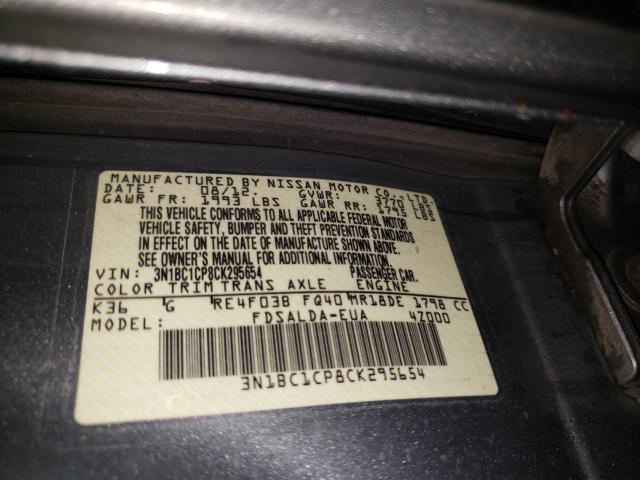 MANUFACTURED BY NISSAN MOTOR CO., LTD.
DATE: 08/12 GVWR: 3770 LBS
GAWR FR: 1993 LBS GAWR RR: 1795 LBS
THIS VEHICLE CONFORMS TO ALL APPLICABLE FEDERAL MOTOR
VEHICLE SAFETY, BUMPER AND THEFT PREVENTION STANDARDS
IN EFFECT ON THE DATE OF MANUFACTURE SHOWN ABOVE.
SEE OWNER'S MANUAL FOR ADDITIONAL INFORMATION.
VIN: 3N1BC1CP8CK295654 PASSENGER CAR.
COLOR TRIM TRANS AXLE ENGINE
K36 G RE4F03B FQ40 MR18DE 1798 CC
MODEL: FDSALDA-EUA 4Z000
3N1BC1CP8CK295654